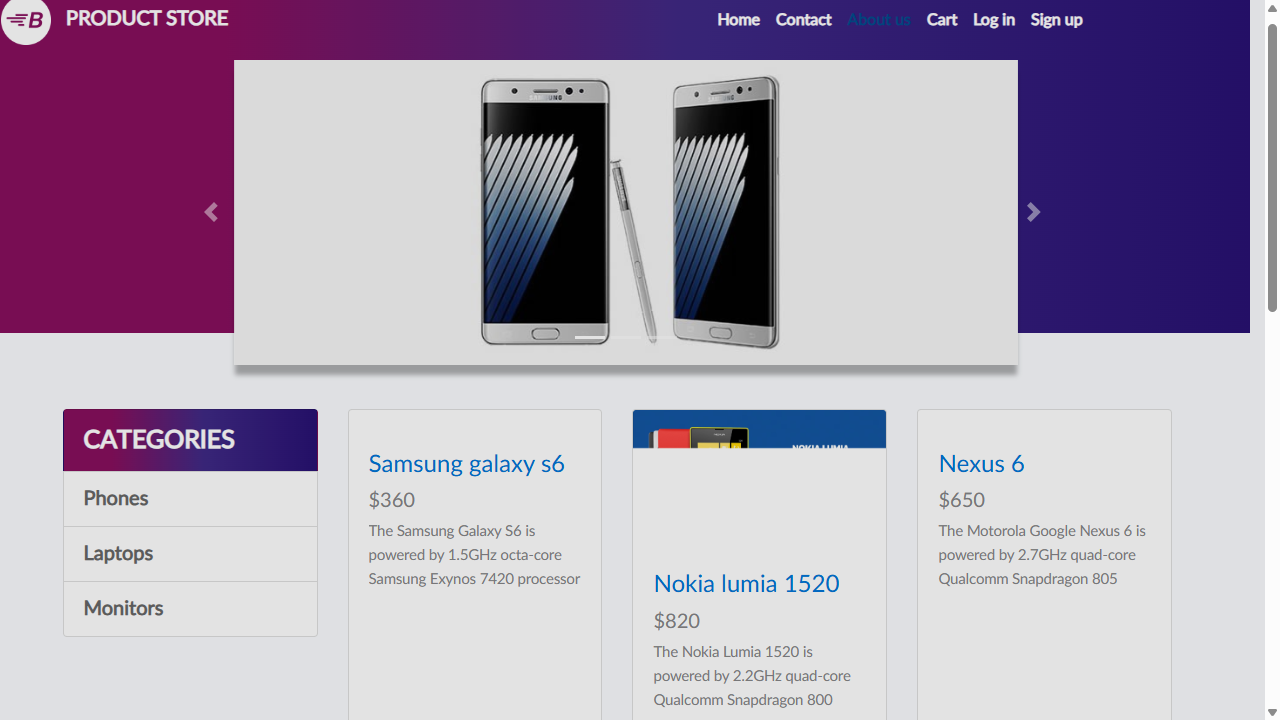 B PRODUCT STORE
Home Contact About us Cart Log in Sign up
SAMSUNG SAMSUNG
CATEGORIES
Phones
Laptops
Monitors
Samsung galaxy s6
$360
The Samsung Galaxy S6 is
powered by 1.5GHz octa-core
Samsung Exynos 7420 processor
NOKIA LUMIA
Nokia lumia 1520
$820
The Nokia Lumia 1520 is
powered by 2.2GHz quad-core
Qualcomm Snapdragon 800
Nexus 6
$650
The Motorola Google Nexus 6 is
powered by 2.7GHz quad-core
Qualcomm Snapdragon 805